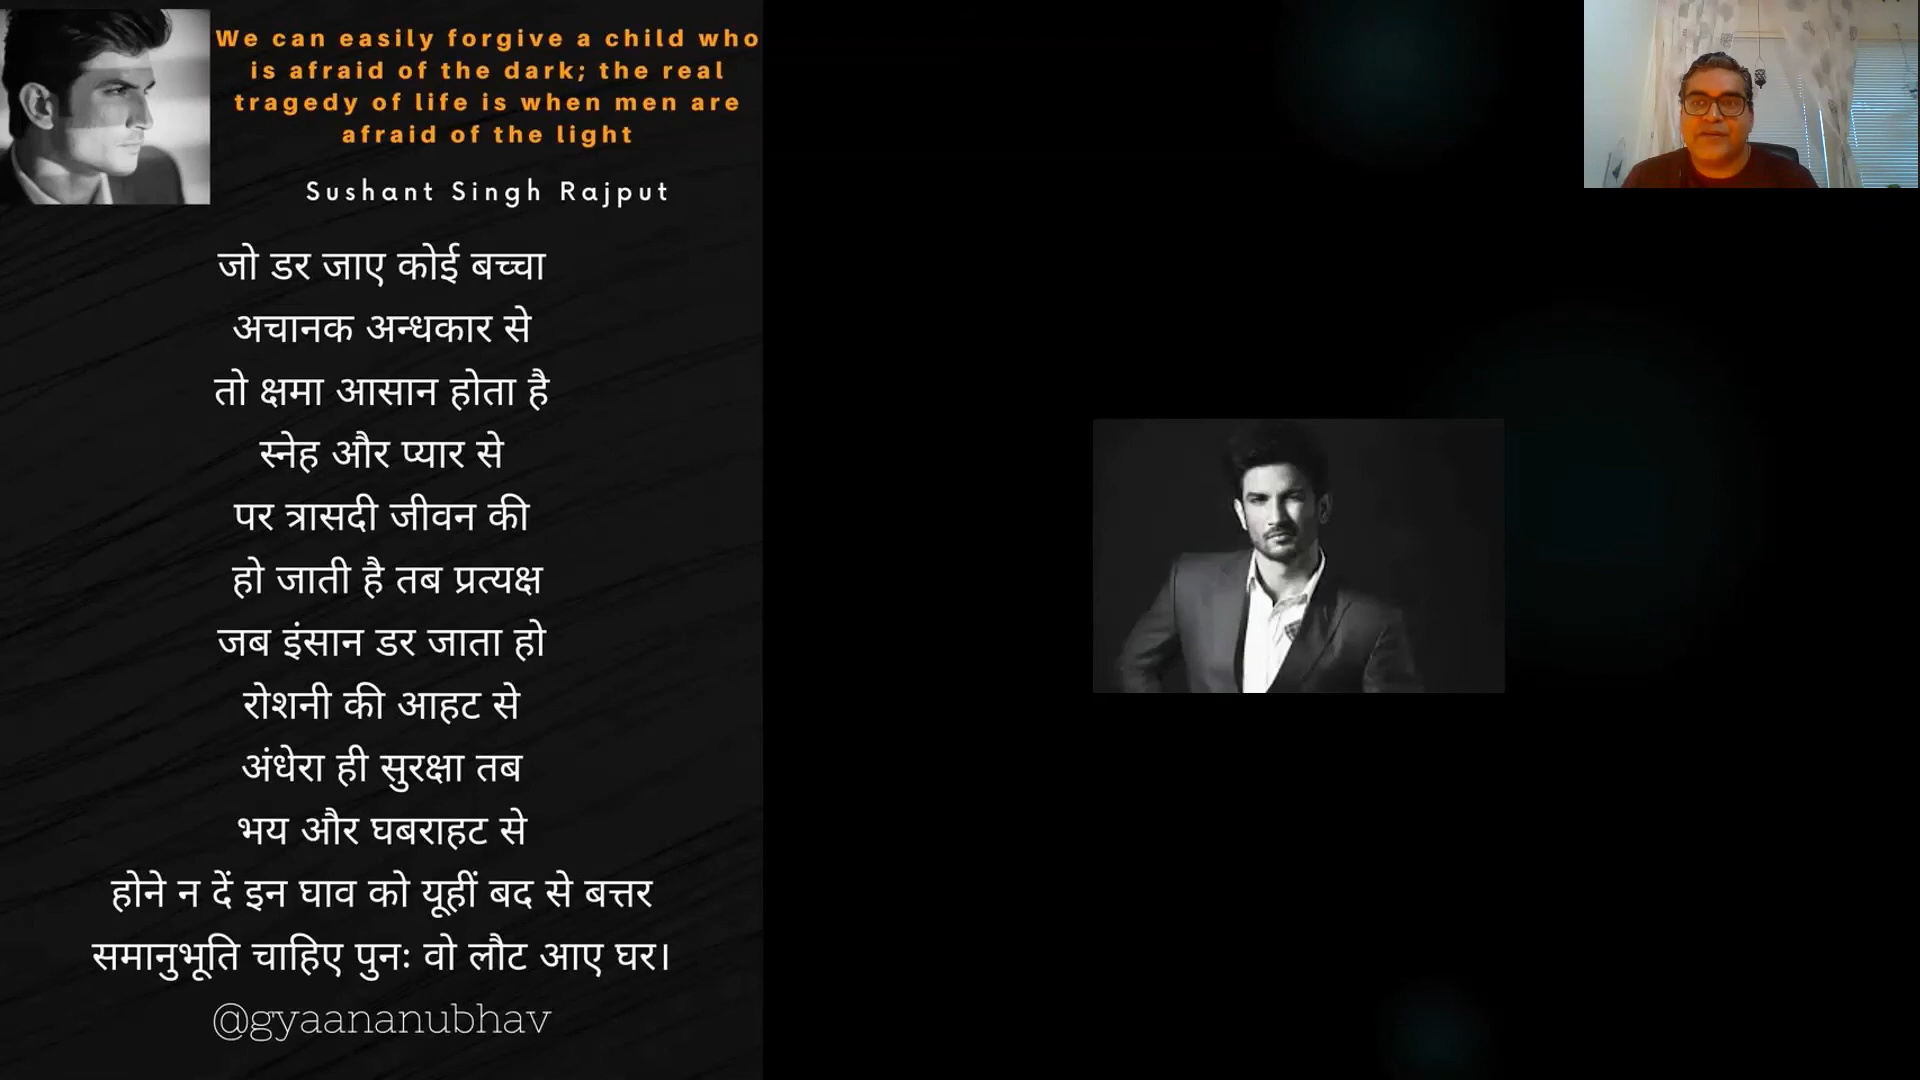 We can easily forgive a child who
is afraid of the dark; the real
tragedy of life is when men are
afraid of the light
Sushant Singh Rajput
जो डर जाए कोई बच्चा
अचानक अन्धकार से
तो क्षमा आसान होता है
स्नेह और प्यार से
पर त्रासदी जीवन की
हो जाती है तब प्रत्यक्ष
जब इंसान डर जाता हो
रोशनी की आहट से
अंधेरा ही सुरक्षा तब
भय और घबराहट से
होने न दें इन घाव को यूहीं बद से बत्तर
समानुभूति चाहिए पुनः वो लौट आए घर।
@gyaananubhav